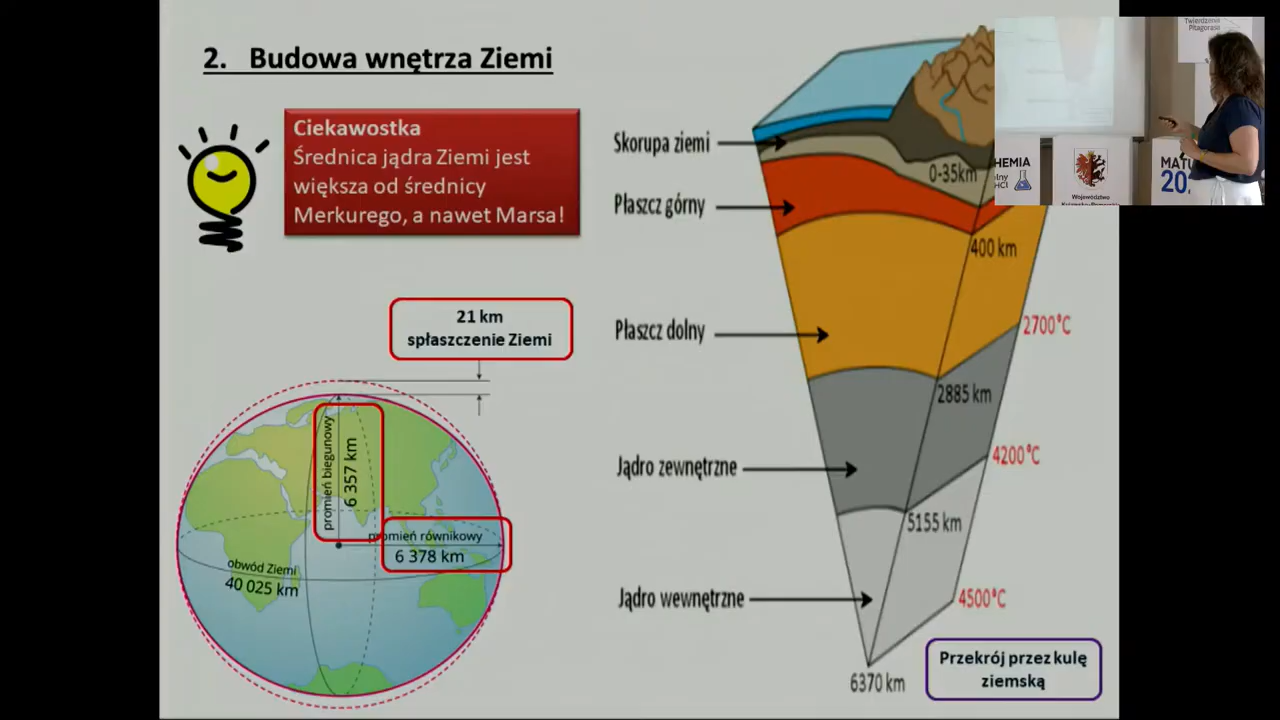 2. Budowa wnętrza Ziemi
Ciekawostka
Średnica jądra Ziemi jest
większa od średnicy
Merkurego, a nawet Marsa!
21 km
spłaszczenie Ziemi
promień biegunowy
6 357 km
promień równikowy
6 378 km
obwód Ziemi
40 025 km
Skorupa ziemi
0-35km
Płaszcz górny
400 km
Płaszcz dolny
2700°C
2885 km
Jądro zewnętrzne
4200°C
5155 km
Jądro wewnętrzne
4500°C
6370 km
Przekrój przez kulę
ziemską
Twierdzenie
Pitagorasa
HEMIA
Województwo
MATU
20